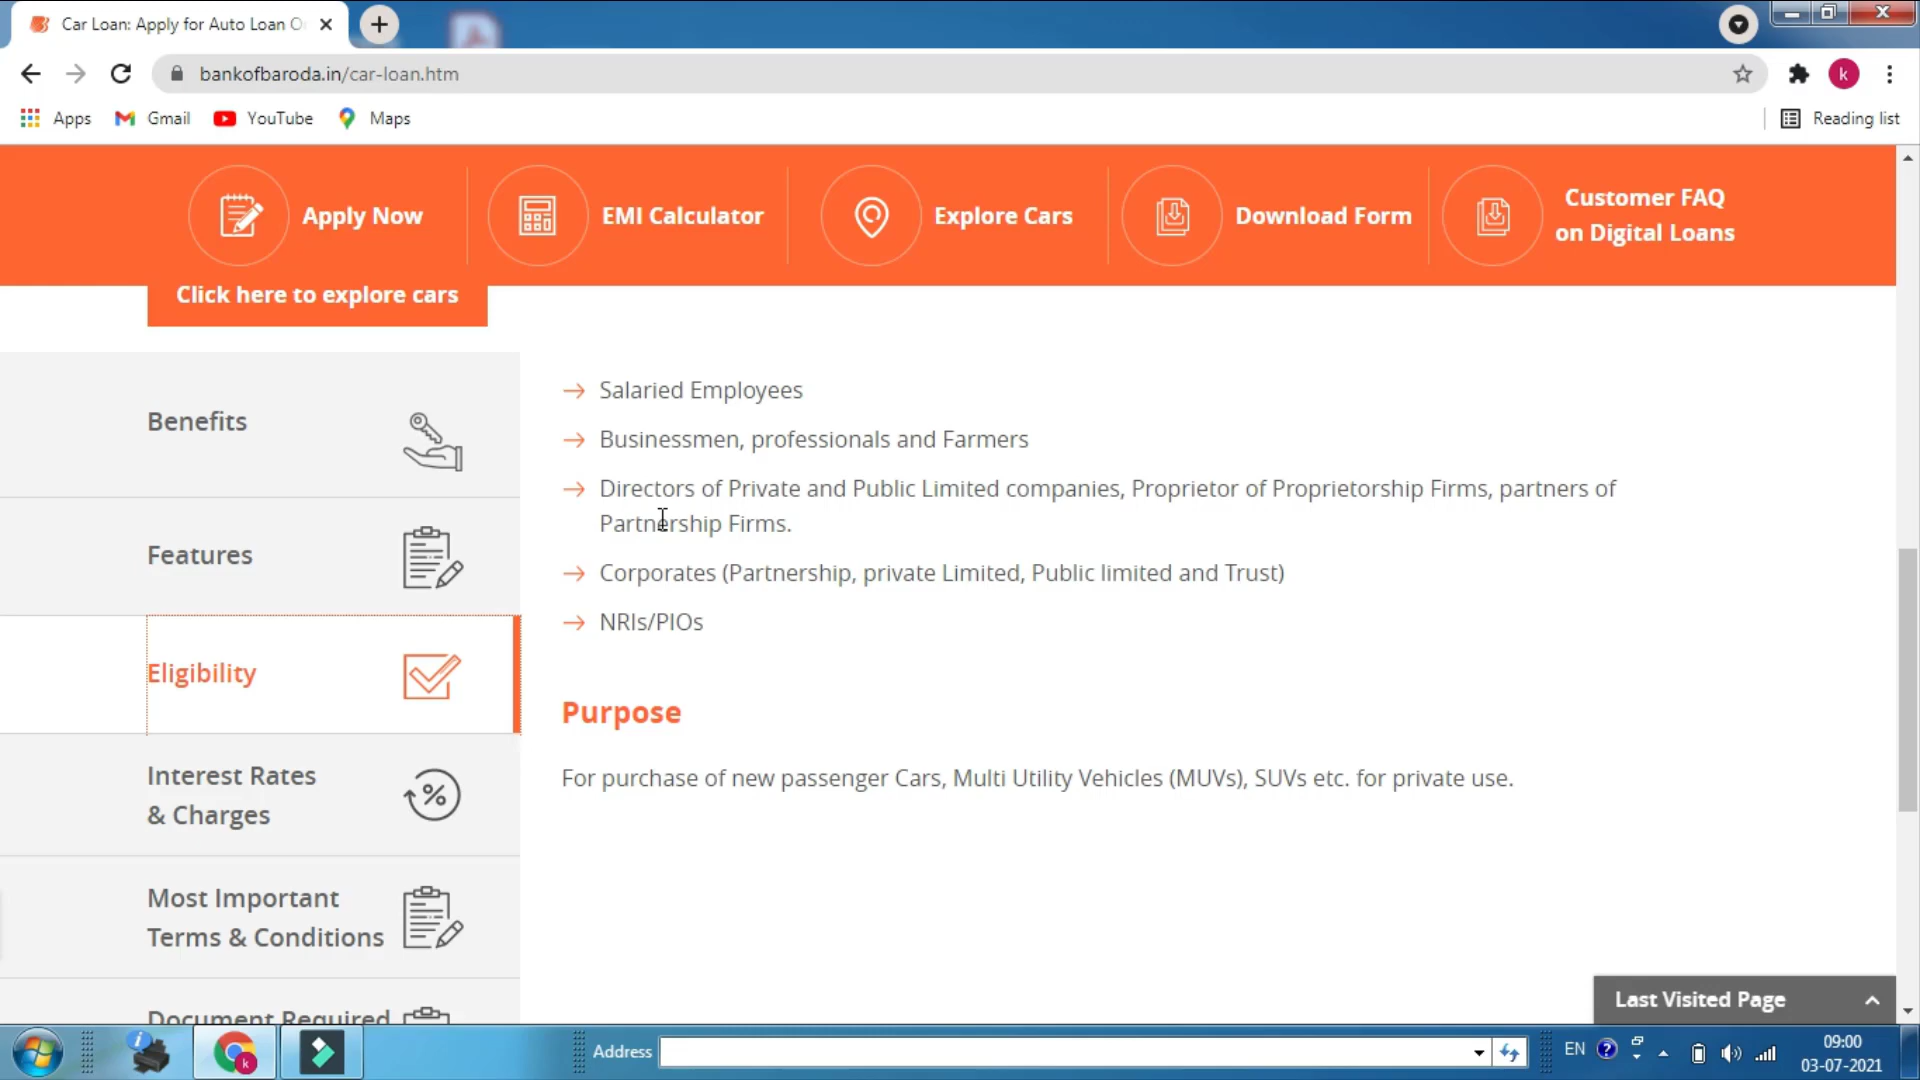 Car Loan: Apply for Auto Loan O
bankofbaroda.in/car-loan.htm
k
Apps
Gmail
YouTube
Maps
Reading list
Apply Now
EMI Calculator
Explore Cars
Download Form
Customer FAQ
on Digital Loans
Click here to explore cars
Benefits
Features
Eligibility
Interest Rates
& Charges
Most Important
Terms & Conditions
Document Required
Salaried Employees
Businessmen, professionals and Farmers
Directors of Private and Public Limited companies, Proprietor of Proprietorship Firms, partners of
Partnership Firms.
Corporates (Partnership, private Limited, Public limited and Trust)
NRIs/PIOs
Purpose
For purchase of new passenger Cars, Multi Utility Vehicles (MUVs), SUVs etc. for private use.
Last Visited Page
k
Address
EN
09:00
03-07-2021